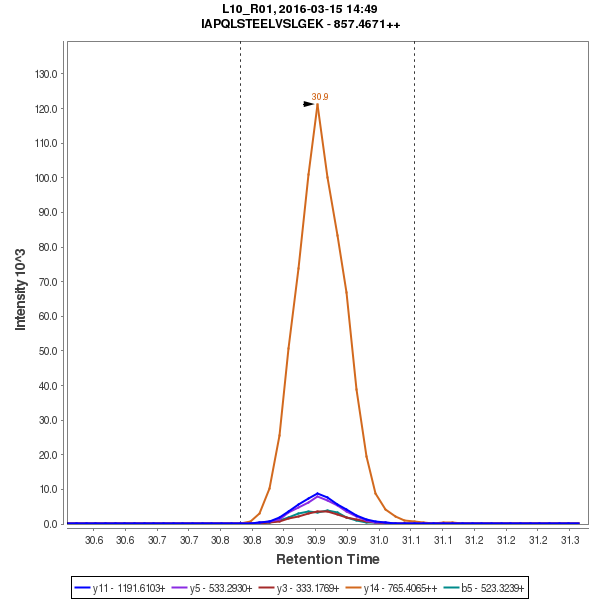 L10_R01, 2016-03-15 14:49
IAPQLSTEELVSLGEK - 857.4671++
130.0
120.0
110.0
100.0
90.0
80.0
70.0
60.0
50.0
40.0
30.0
20.0
10.0
0.0
Intensity 10^3
30.9
30.6 30.6 30.7 30.7 30.8 30.8 30.9 30.9 30.9 31.0 31.0 31.1 31.1 31.2 31.2 31.3
Retention Time
y11 - 1191.6103+ y5 - 533.2930+ y3 - 333.1769+ y14 - 765.4065++ b5 - 523.3239+